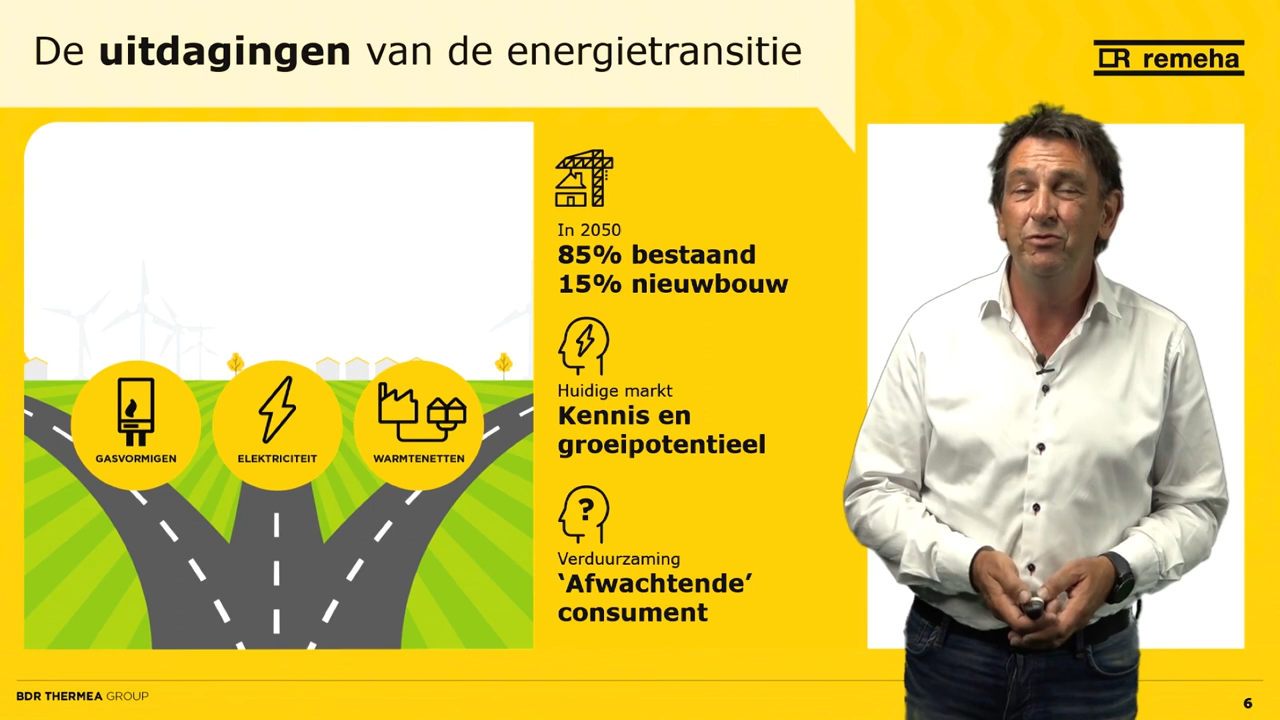 De uitdagingen van de energietransitie
remeha
In 2050
85% bestaand
15% nieuwbouw
Huidige markt
Kennis en
groeipotentieel
?
Verduurzaming
‘Afwachtende’
consument
GASVORMIGEN
ELEKTRICITEIT
WARMTENETTEN
BDR THERMEA GROUP
6